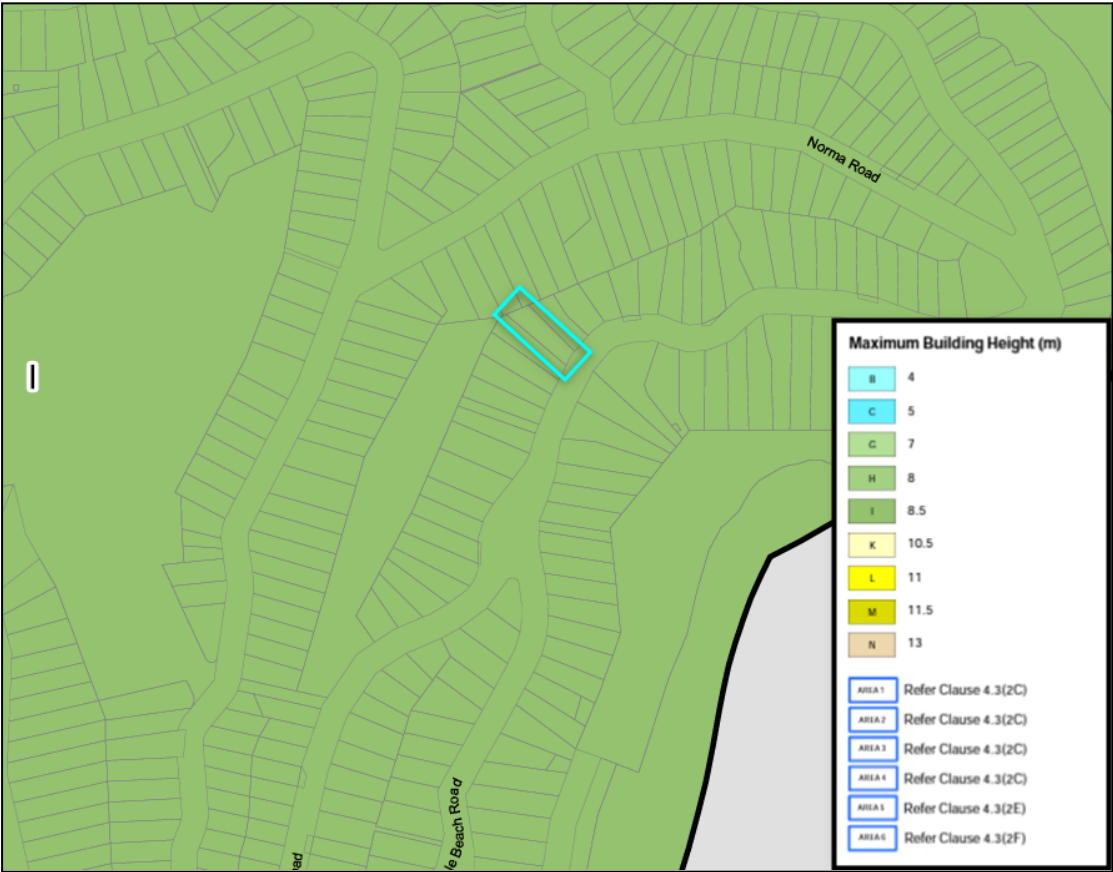 Norma Road
I
Maximum Building Height (m)
B 4
C 5
G 7
H 8
I 8.5
K 10.5
L 11
M 11.5
N 13
AREA 1 Refer Clause 4.3(2C)
AREA 2 Refer Clause 4.3(2C)
AREA 3 Refer Clause 4.3(2C)
AREA 4 Refer Clause 4.3(2C)
AREA 5 Refer Clause 4.3(2E)
AREA 6 Refer Clause 4.3(2F)
le Beach Road
oad